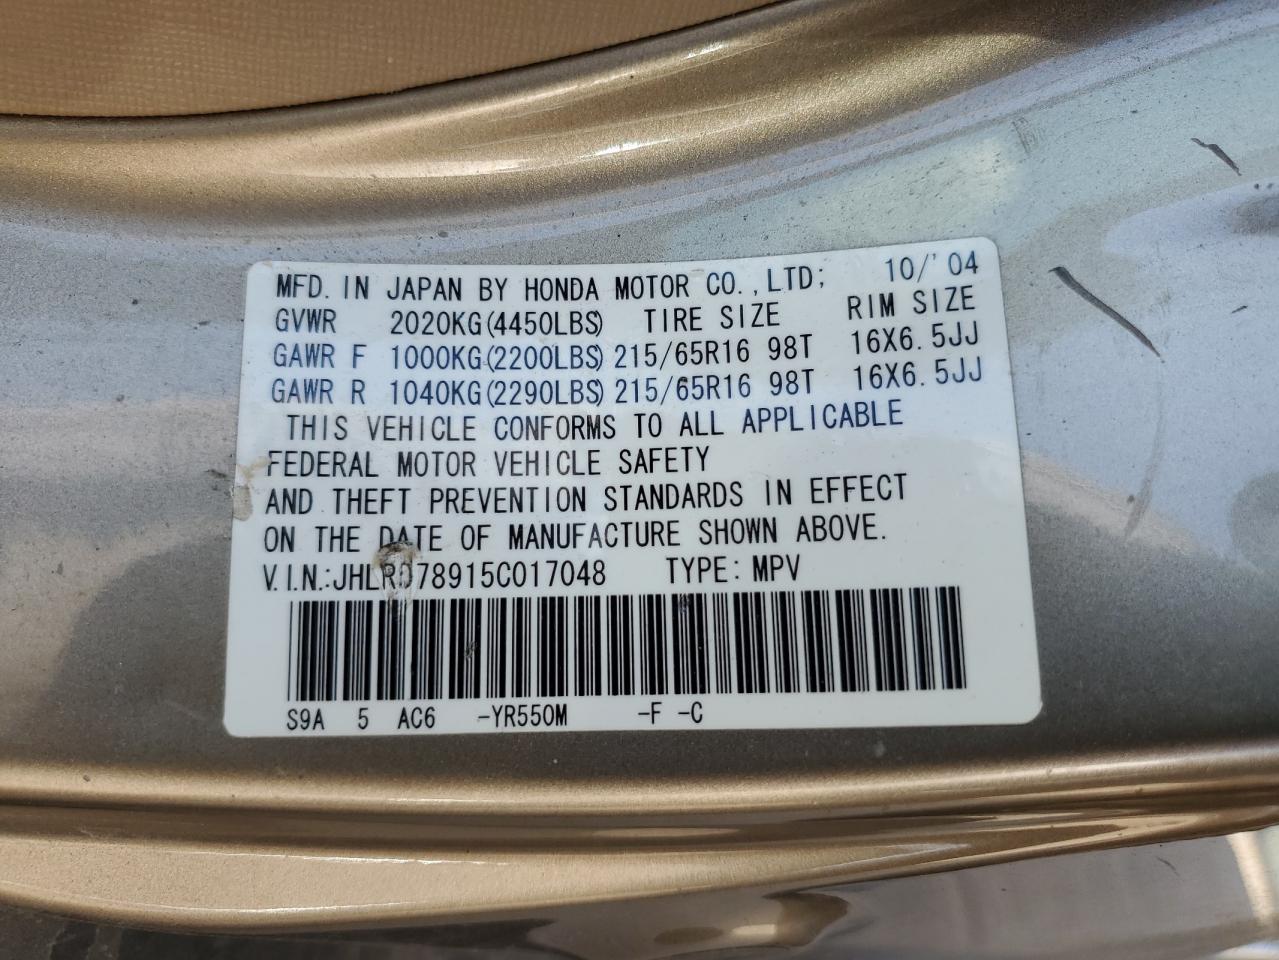 MFD. IN JAPAN BY HONDA MOTOR CO., LTD; 10/'04
GVWR 2020KG(4450LBS) TIRE SIZE RIM SIZE
GAWR F 1000KG(2200LBS) 215/65R16 98T 16X6.5JJ
GAWR R 1040KG(2290LBS) 215/65R16 98T 16X6.5JJ
THIS VEHICLE CONFORMS TO ALL APPLICABLE
FEDERAL MOTOR VEHICLE SAFETY
AND THEFT PREVENTION STANDARDS IN EFFECT
ON THE DATE OF MANUFACTURE SHOWN ABOVE.
V.I.N.:JHLRD78915C017048 TYPE: MPV
S9A 5 AC6 -YR550M -F -C